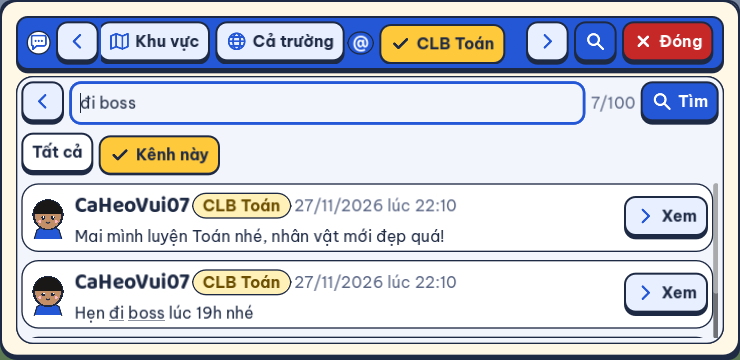 Khu vực Cả trường @ CLB Toán Đóng
đi boss 7/100 Tìm
Tất cả Kênh này
CaHeoVui07 CLB Toán 27/11/2026 lúc 22:10
Mai mình luyện Toán nhé, nhân vật mới đẹp quá!
Xem
CaHeoVui07 CLB Toán 27/11/2026 lúc 22:10
Hẹn đi boss lúc 19h nhé
Xem